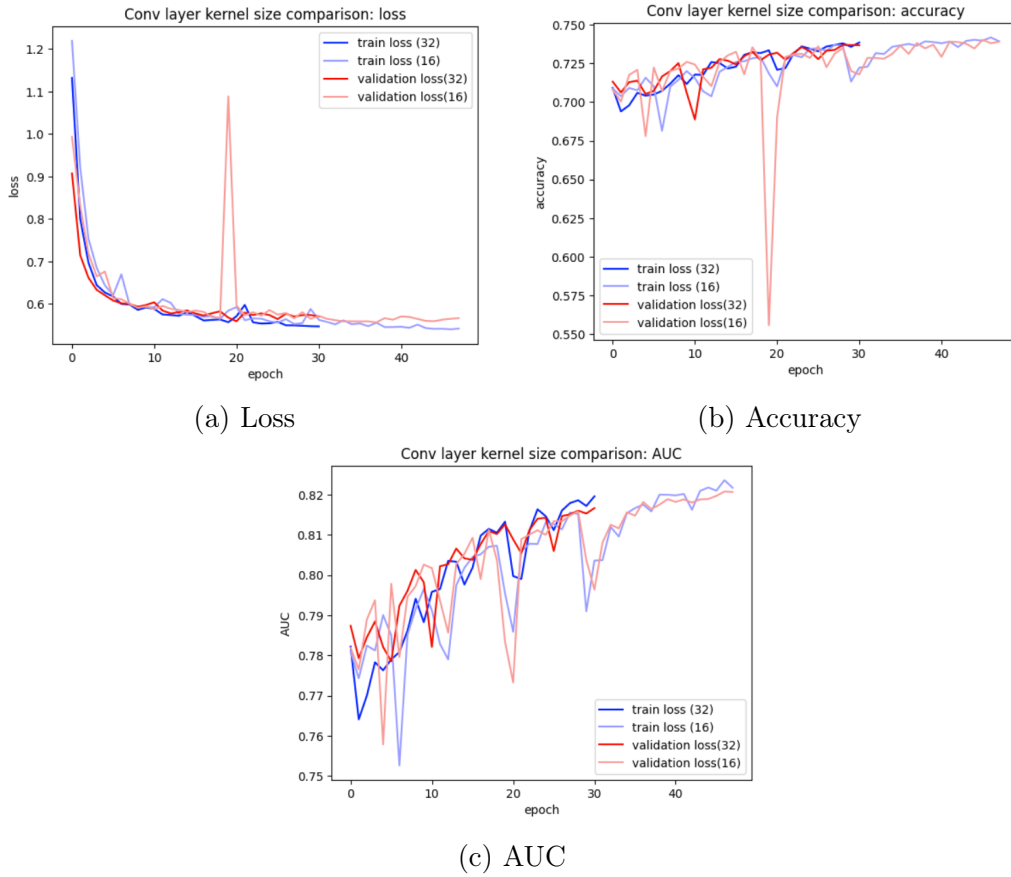 Conv layer kernel size comparison: loss
1.2
1.1
1.0
0.9
0.8
0.7
0.6
loss
train loss (32)
train loss (16)
validation loss(32)
validation loss(16)
0
10
20
30
40
epoch
(a) Loss
Conv layer kernel size comparison: accuracy
0.750
0.725
0.700
0.675
0.650
0.625
0.600
0.575
0.550
accuracy
train loss (32)
train loss (16)
validation loss(32)
validation loss(16)
0
10
20
30
40
epoch
(b) Accuracy
Conv layer kernel size comparison: AUC
0.82
0.81
0.80
0.79
0.78
0.77
0.76
0.75
AUC
train loss (32)
train loss (16)
validation loss(32)
validation loss(16)
0
10
20
30
40
epoch
(c) AUC